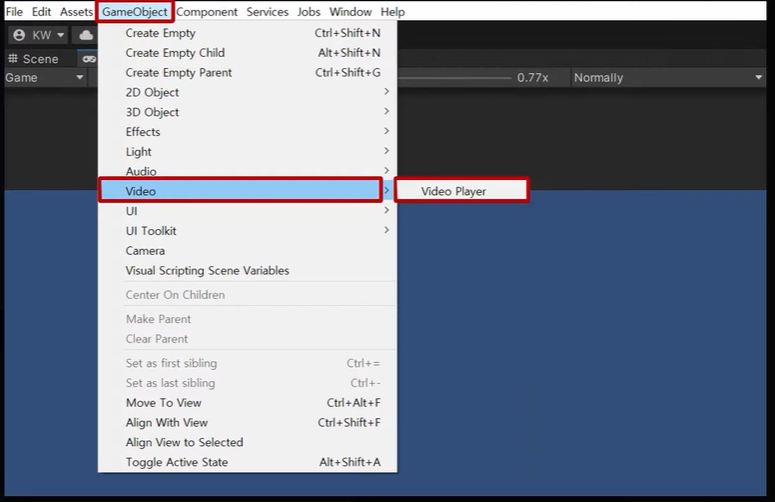 File Edit Assets GameObject Component Services Jobs Window Help
KW
Scene
Game 0.77x Normally
Create Empty Ctrl+Shift+N
Create Empty Child Alt+Shift+N
Create Empty Parent Ctrl+Shift+G
2D Object
3D Object
Effects
Light
Audio
Video Video Player
UI
UI Toolkit
Camera
Visual Scripting Scene Variables
Center On Children
Make Parent
Clear Parent
Set as first sibling Ctrl+=
Set as last sibling Ctrl+-
Move To View Ctrl+Alt+F
Align With View Ctrl+Shift+F
Align View to Selected
Toggle Active State Alt+Shift+A